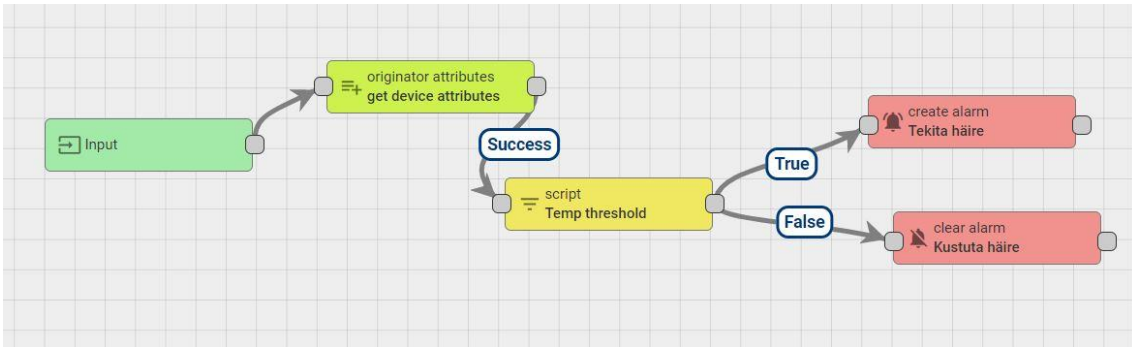 Input
originator attributes
get device attributes
Success
script
Temp threshold
True
False
create alarm
Tekita häire
clear alarm
Kustuta häire